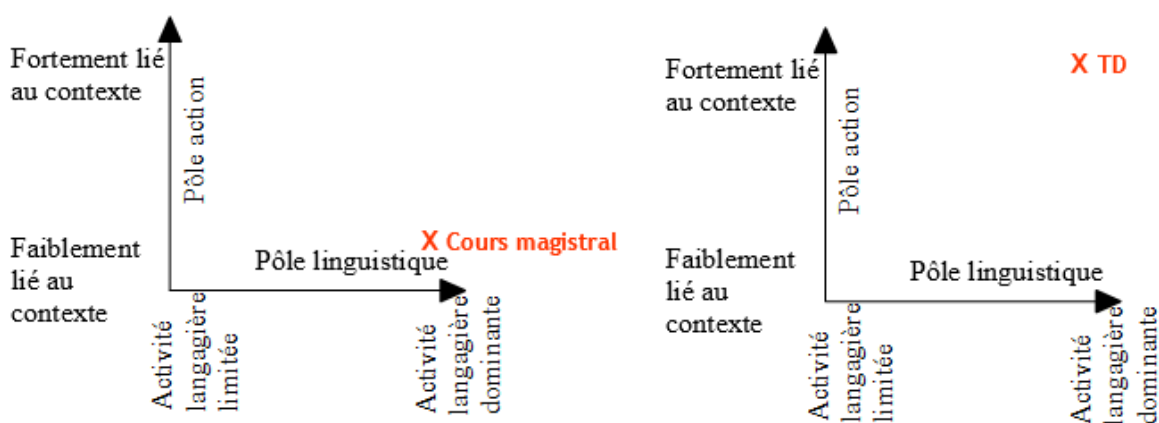 Fortement lié
au contexte
Pôle action
Faiblement
lié au
contexte
X Cours magistral
Pôle linguistique
Activité
langagière
limitée
Activité
langagière
dominante
Fortement lié
au contexte
Pôle action
X TD
Faiblement
lié au
contexte
Pôle linguistique
Activité
langagière
limitée
Activité
langagière
dominante